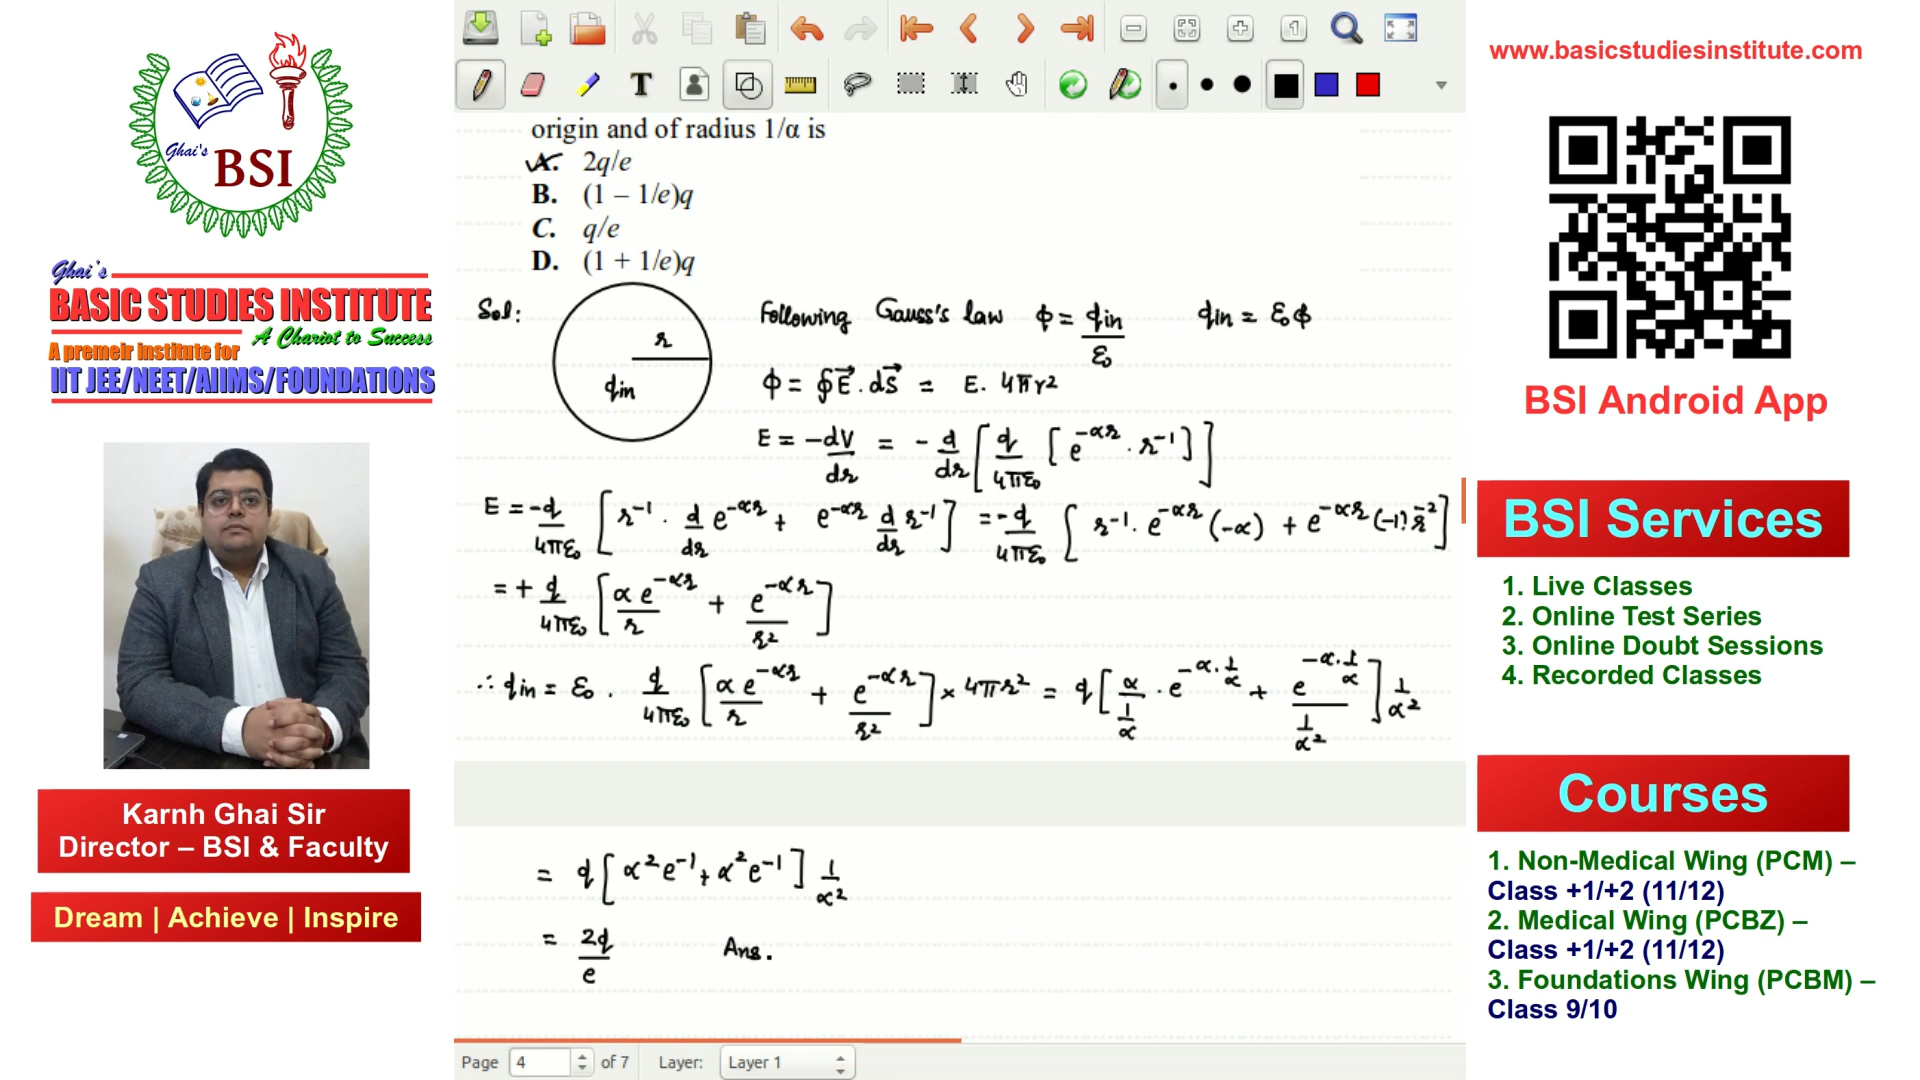 Ghai's
BSI
Ghai's
BASIC STUDIES INSTITUTE
A Chariot to Success
A premeir institute for
IIT JEE/NEET/AIIMS/FOUNDATIONS
Karnh Ghai Sir
Director – BSI & Faculty
Dream | Achieve | Inspire
origin and of radius 1/α is
A. 2q/e
B. (1 – 1/e)q
C. q/e
D. (1 + 1/e)q
Sol:
r
qin
Following Gauss's law ϕ = qin/ε₀ qin = ε₀ϕ
ϕ = ∮E⃗ . dS⃗ = E. 4πr²
E = -dV/dr = -d/dr [q/4πε₀ [e^-αr . r^-1]]
E = -q/4πε₀ [r^-1 . d/dr e^-αr + e^-αr d/dr r^-1] = -q/4πε₀ [r^-1 . e^-αr (-α) + e^-αr (-1) r^-2]
= + q/4πε₀ [αe^-αr/r + e^-αr/r²]
∴ qin = ε₀ . q/4πε₀ [αe^-αr/r + e^-αr/r²] × 4πr² = q [α/(1/α) . e^-α.1/α + e^-α.1/α/(1/α²)] 1/α²
= q [α²e^-1 + α²e^-1] 1/α²
= 2q/e Ans.
Page 4 of 7 Layer: Layer 1
www.basicstudiesinstitute.com
BSI Android App
BSI Services
1. Live Classes
2. Online Test Series
3. Online Doubt Sessions
4. Recorded Classes
Courses
1. Non-Medical Wing (PCM) –
Class +1/+2 (11/12)
2. Medical Wing (PCBZ) –
Class +1/+2 (11/12)
3. Foundations Wing (PCBM) –
Class 9/10